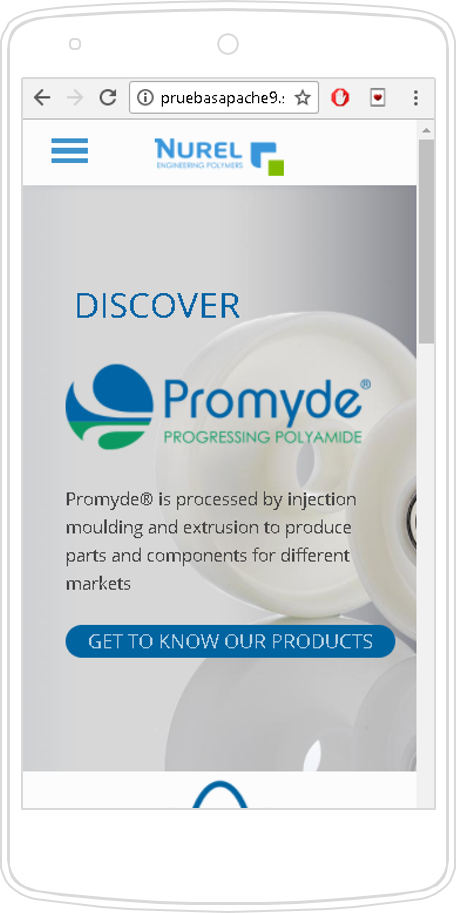 pruebasapache9.s
NUREL
ENGINEERING POLYMERS
DISCOVER
Promyde®
PROGRESSING POLYAMIDE
Promyde® is processed by injection
moulding and extrusion to produce
parts and components for different
markets
GET TO KNOW OUR PRODUCTS